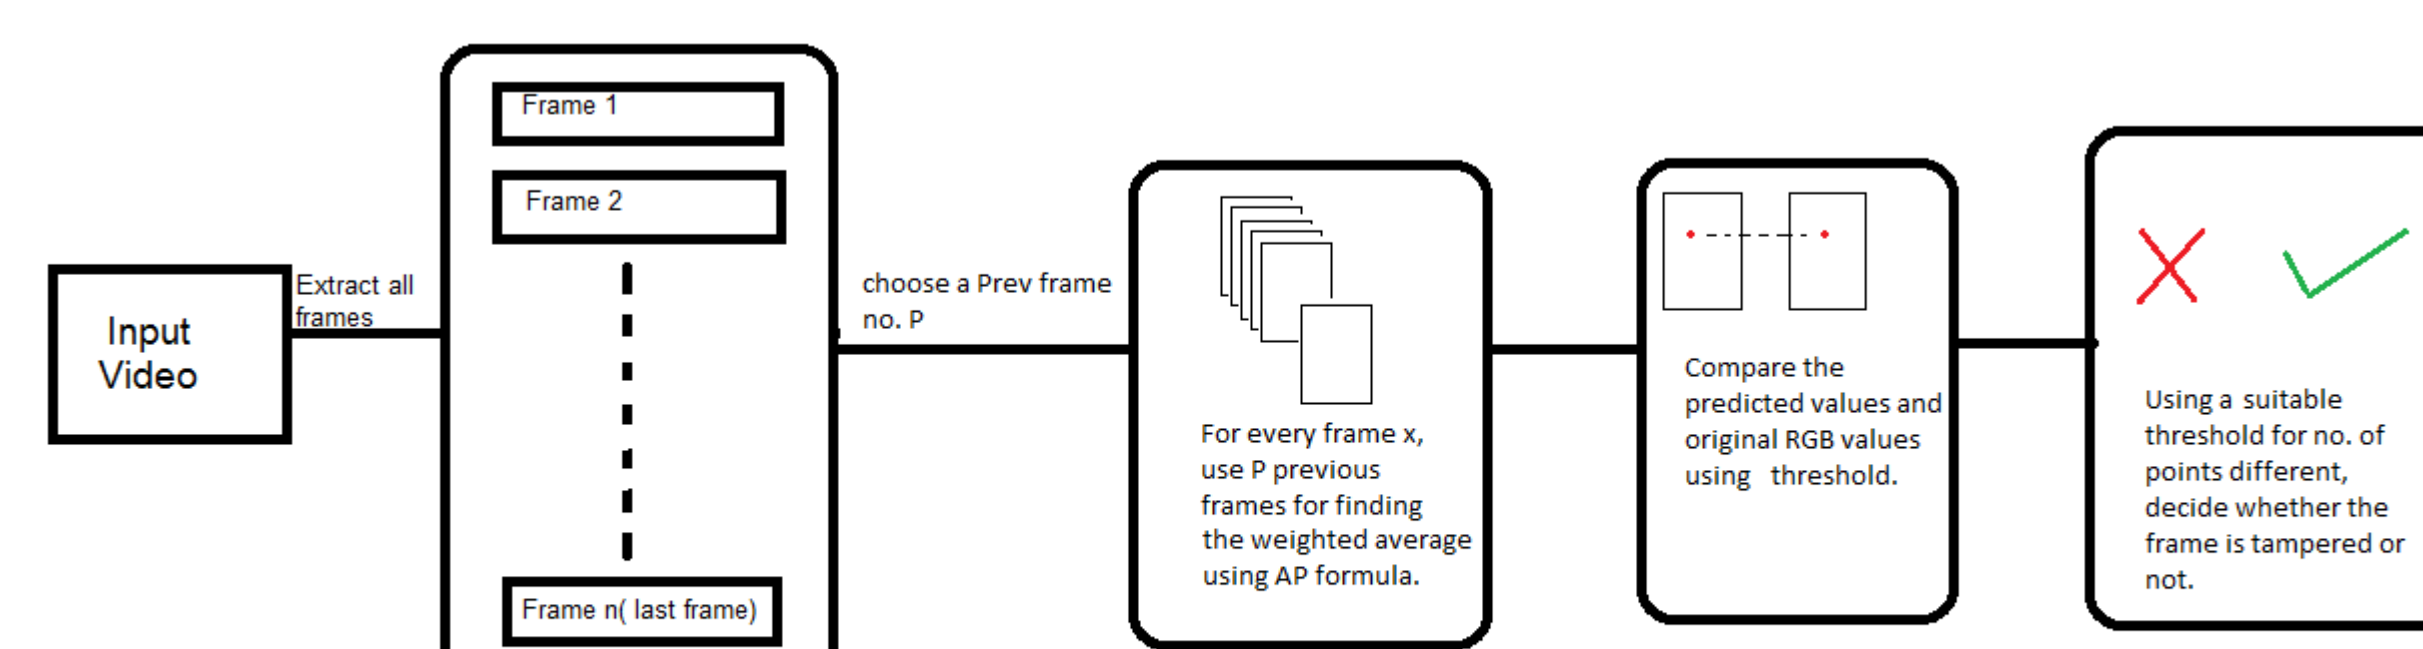 Input
Video
Extract all
frames
Frame 1
Frame 2
Frame n( last frame)
choose a Prev frame
no. P
For every frame x,
use P previous
frames for finding
the weighted average
using AP formula.
Compare the
predicted values and
original RGB values
using threshold.
Using a suitable
threshold for no. of
points different,
decide whether the
frame is tampered or
not.